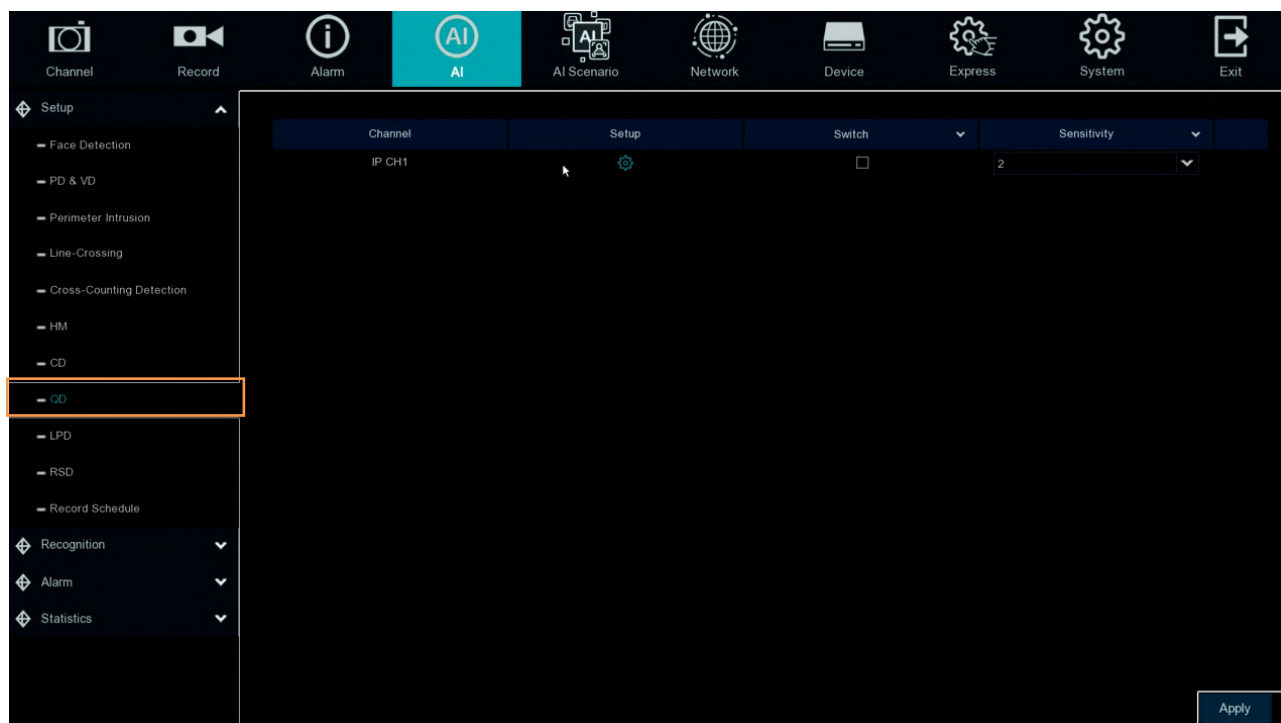 Channel Record Alarm AI AI Scenario Network Device Express System Exit
Setup
Face Detection
PD & VD
Perimeter Intrusion
Line-Crossing
Cross-Counting Detection
HM
CD
QD
LPD
RSD
Record Schedule
Recognition
Alarm
Statistics
Channel Setup Switch Sensitivity
IP CH1 2
Apply